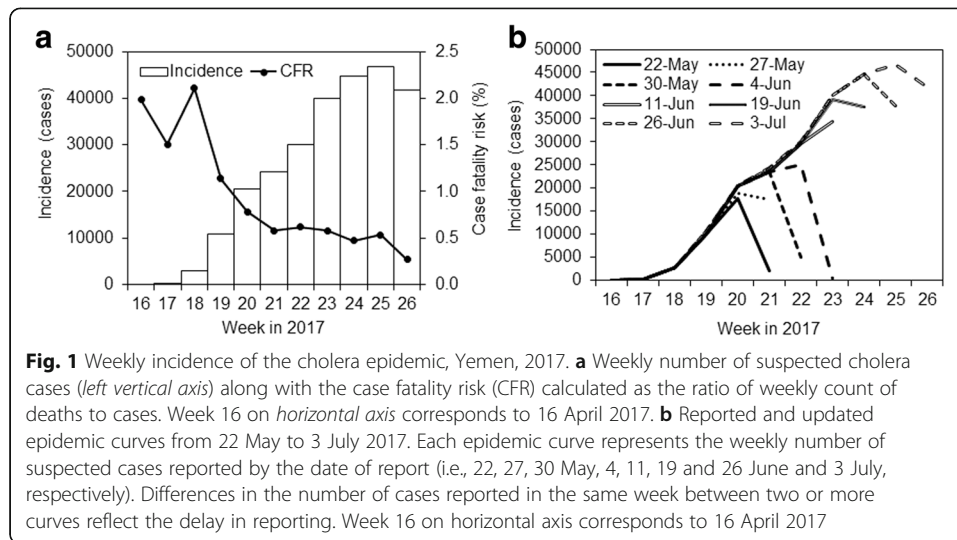 a
b
50000
40000
30000
20000
10000
0
Incidence (cases)
Incidence
CFR
2.5
2.0
1.5
1.0
0.5
0.0
Case fatality risk (%)
16 17 18 19 20 21 22 23 24 25 26
Week in 2017
50000
45000
40000
35000
30000
25000
20000
15000
10000
5000
0
Incidence (cases)
22-May 27-May
30-May 4-Jun
11-Jun 19-Jun
26-Jun 3-Jul
16 17 18 19 20 21 22 23 24 25 26
Week in 2017
Fig. 1 Weekly incidence of the cholera epidemic, Yemen, 2017. a Weekly number of suspected cholera
cases (left vertical axis) along with the case fatality risk (CFR) calculated as the ratio of weekly count of
deaths to cases. Week 16 on horizontal axis corresponds to 16 April 2017. b Reported and updated
epidemic curves from 22 May to 3 July 2017. Each epidemic curve represents the weekly number of
suspected cases reported by the date of report (i.e., 22, 27, 30 May, 4, 11, 19 and 26 June and 3 July,
respectively). Differences in the number of cases reported in the same week between two or more
curves reflect the delay in reporting. Week 16 on horizontal axis corresponds to 16 April 2017